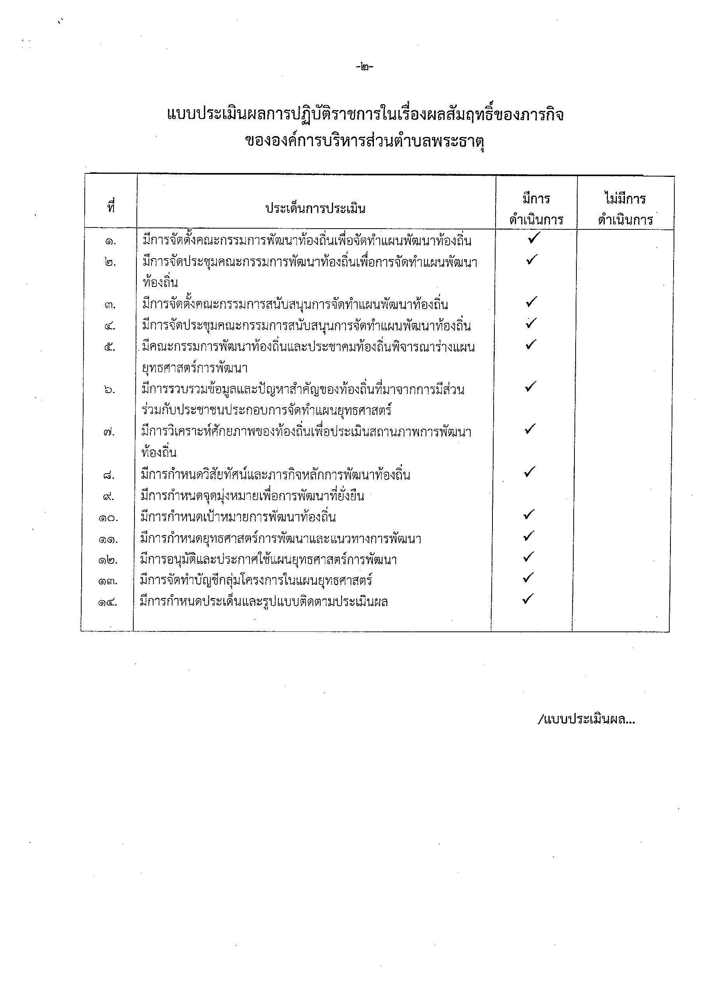 -๒-
แบบประเมินผลการปฏิบัติราชการในเรื่องผลสัมฤทธิ์ของภารกิจ
ขององค์การบริหารส่วนตำบลพระธาตุ
ที่ ประเด็นการประเมิน มีการ ไม่มีการ
ดำเนินการ ดำเนินการ
๑. มีการจัดตั้งคณะกรรมการพัฒนาท้องถิ่นเพื่อจัดทำแผนพัฒนาท้องถิ่น ✓
๒. มีการจัดประชุมคณะกรรมการพัฒนาท้องถิ่นเพื่อการจัดทำแผนพัฒนา ✓
ท้องถิ่น
๓. มีการจัดตั้งคณะกรรมการสนับสนุนการจัดทำแผนพัฒนาท้องถิ่น ✓
๔. มีการจัดประชุมคณะกรรมการสนับสนุนการจัดทำแผนพัฒนาท้องถิ่น ✓
๕. มีคณะกรรมการพัฒนาท้องถิ่นและประชาคมท้องถิ่นพิจารณาร่างแผน ✓
ยุทธศาสตร์การพัฒนา
๖. มีการรวบรวมข้อมูลและปัญหาสำคัญของท้องถิ่นที่มาจากการมีส่วน ✓
ร่วมกับประชาชนประกอบการจัดทำแผนยุทธศาสตร์
๗. มีการวิเคราะห์ศักยภาพของท้องถิ่นเพื่อประเมินสถานภาพการพัฒนา ✓
ท้องถิ่น
๘. มีการกำหนดวิสัยทัศน์และภารกิจหลักการพัฒนาท้องถิ่น ✓
๙. มีการกำหนดจุดมุ่งหมายเพื่อการพัฒนาที่ยั่งยืน
๑๐. มีการกำหนดเป้าหมายการพัฒนาท้องถิ่น ✓
๑๑. มีการกำหนดยุทธศาสตร์การพัฒนาและแนวทางการพัฒนา ✓
๑๒. มีการอนุมัติและประกาศใช้แผนยุทธศาสตร์การพัฒนา ✓
๑๓. มีการจัดทำบัญชีกลุ่มโครงการในแผนยุทธศาสตร์ ✓
๑๔. มีการกำหนดประเด็นและรูปแบบติดตามประเมินผล ✓
/แบบประเมินผล...